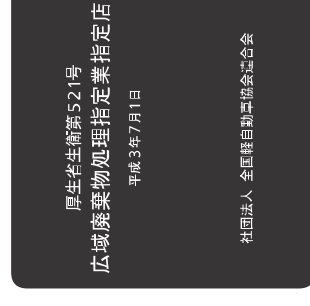 厚生省生衛第521号
広域廃棄物処理指定業指定店
平成3年7月1日
社団法人 全国軽自動車協会連合会